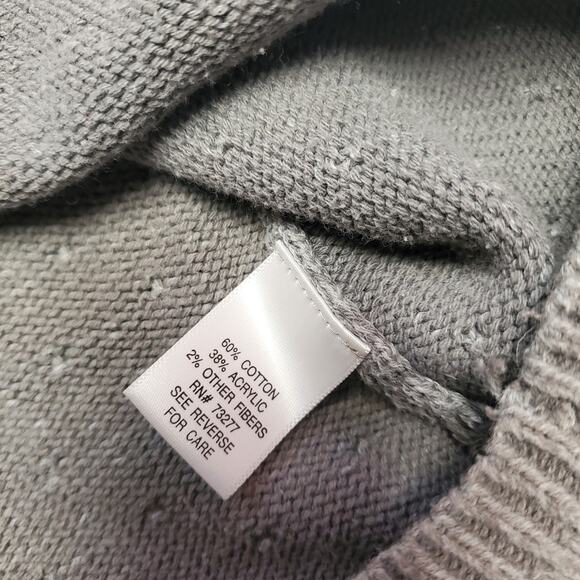 60% COTTON
38% ACRYLIC
2% OTHER FIBERS
RN# 73277
SEE REVERSE
FOR CARE